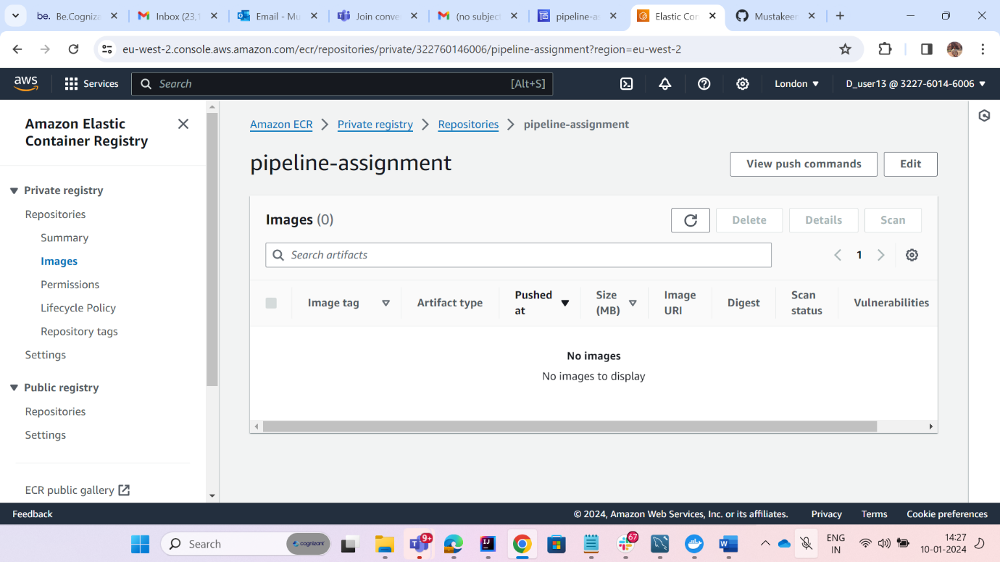 be. Be.Cogniza
Inbox (23,1
Email - Mu
Join conve
(no subject
pipeline-as
Elastic Con
Mustakeer
eu-west-2.console.aws.amazon.com/ecr/repositories/private/322760146006/pipeline-assignment?region=eu-west-2
aws
Services
Search
[Alt+S]
London
D_user13 @ 3227-6014-6006
Amazon Elastic
Container Registry
Private registry
Repositories
Summary
Images
Permissions
Lifecycle Policy
Repository tags
Settings
Public registry
Repositories
Settings
ECR public gallery
Amazon ECR
Private registry
Repositories
pipeline-assignment
pipeline-assignment
View push commands
Edit
Images (0)
Delete
Details
Scan
Search artifacts
1
Image tag
Artifact type
Pushed
at
Size
(MB)
Image
URI
Digest
Scan
status
Vulnerabilities
No images
No images to display
Feedback
© 2024, Amazon Web Services, Inc. or its affiliates.
Privacy
Terms
Cookie preferences
Search
cognizant
9+
67
ENG
IN
14:27
10-01-2024